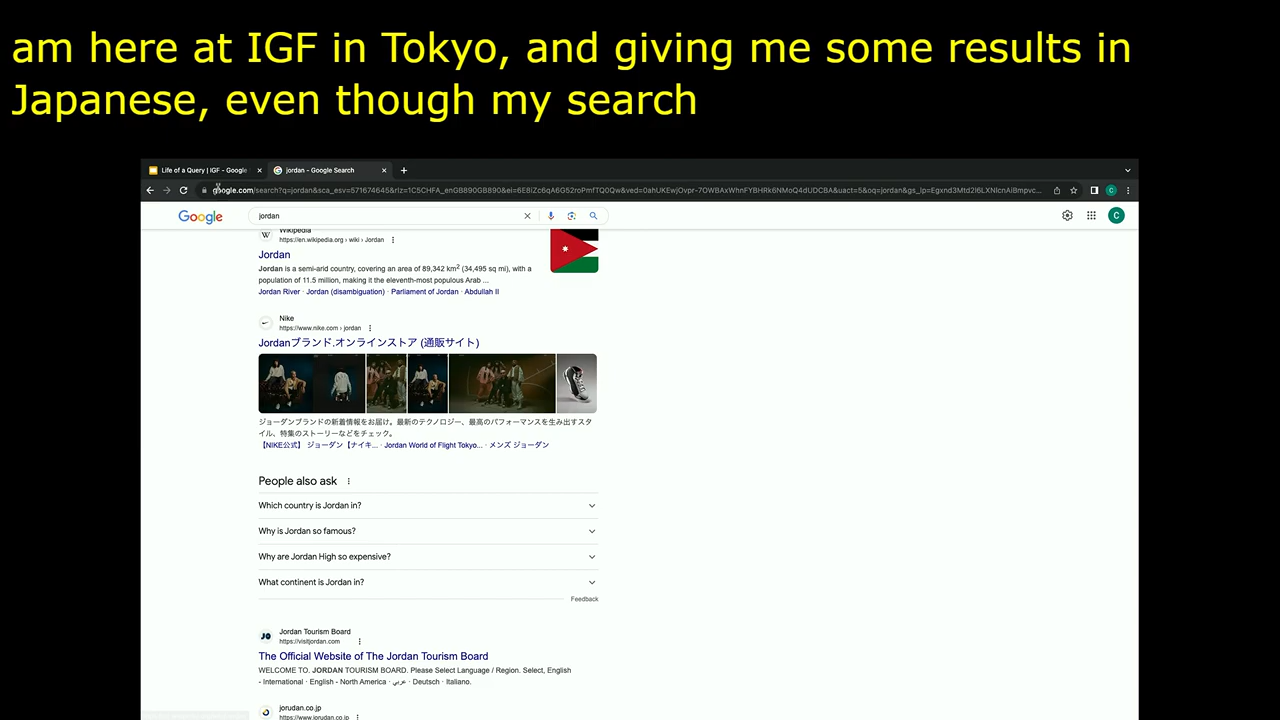 am here at IGF in Tokyo, and giving me some results in
Japanese, even though my search
Life of a Query | IGF - Google
jordan - Google Search
google.com/search?q=jordan&sca_esv=571674645&rlz=1C5CHFA_enGB890GB890&
Google
jordan
C
Wikipedia
https://en.wikipedia.org › wiki › Jordan
Jordan
Jordan is a semi-arid country, covering an area of 89,342 km² (34,495 sq mi), with a
population of 11.5 million, making it the eleventh-most populous Arab ...
Jordan River · Jordan (disambiguation) · Parliament of Jordan · Abdullah II
Nike
https://www.nike.com › jordan
Jordanブランド.オンラインストア (通販サイト)
ジョーダンブランドの新着情報をお届け。最新のテクノロジー、最高のパフォーマンスを生み出すスタ
イル、特集のストーリーなどをチェック。
【NIKE公式】 ジョーダン【ナイキ... · Jordan World of Flight Tokyo... · メンズ ジョーダン
People also ask
Which country is Jordan in?
Why is Jordan so famous?
Why are Jordan High so expensive?
What continent is Jordan in?
Feedback
JO
Jordan Tourism Board
https://visitjordan.com
The Official Website of The Jordan Tourism Board
WELCOME TO. JORDAN TOURISM BOARD. Please Select Language / Region. Select, English
- International · English - North America · عربي · Deutsch · Italiano.
jorudan.co.jp
https://www.jorudan.co.jp